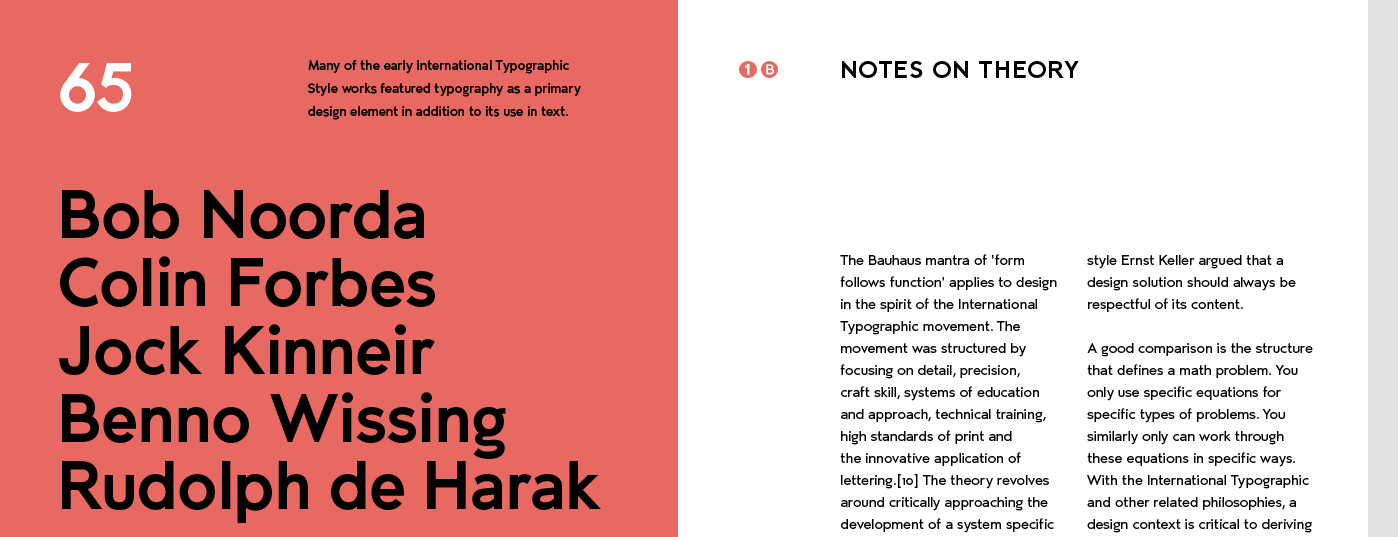 65
Many of the early International Typographic
Style works featured typography as a primary
design element in addition to its use in text.
Bob Noorda
Colin Forbes
Jock Kinneir
Benno Wissing
Rudolph de Harak
1 B
NOTES ON THEORY
The Bauhaus mantra of 'form
follows function' applies to design
in the spirit of the International
Typographic movement. The
movement was structured by
focusing on detail, precision,
craft skill, systems of education
and approach, technical training,
high standards of print and
the innovative application of
lettering.[10] The theory revolves
around critically approaching the
development of a system specific
style Ernst Keller argued that a
design solution should always be
respectful of its content.
A good comparison is the structure
that defines a math problem. You
only use specific equations for
specific types of problems. You
similarly only can work through
these equations in specific ways.
With the International Typographic
and other related philosophies, a
design context is critical to deriving